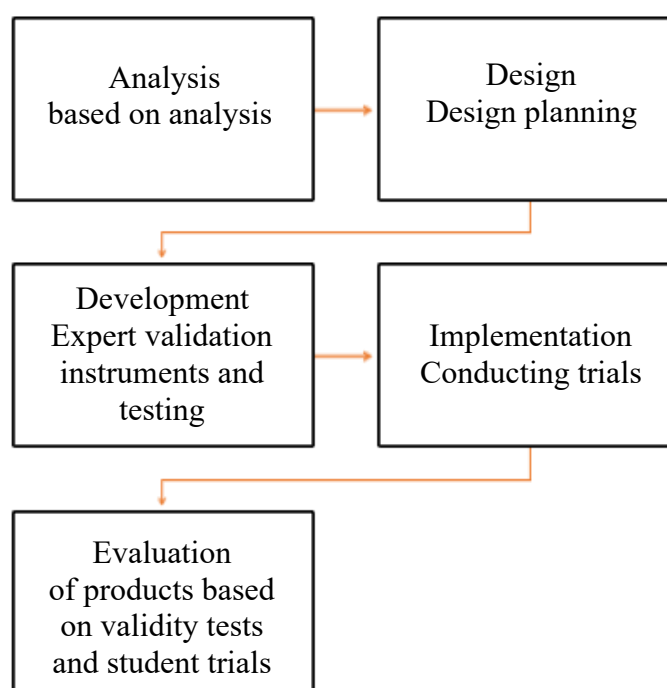 Analysis
based on analysis
Design
Design planning
Development
Expert validation
instruments and
testing
Implementation
Conducting trials
Evaluation
of products based
on validity tests
and student trials